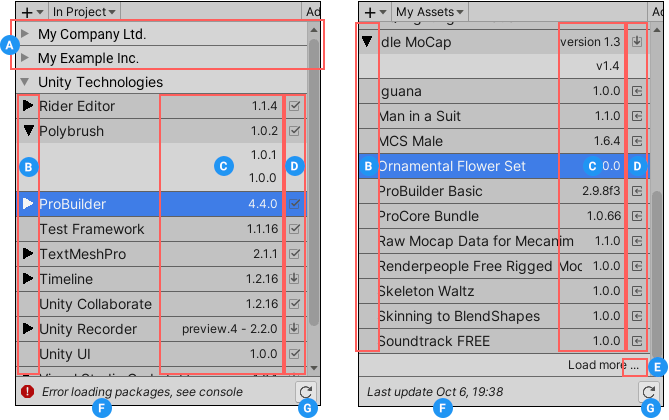 + In Project Ad
My Company Ltd.
A
My Example Inc.
Unity Technologies
Rider Editor 1.1.4
Polybrush 1.0.2
1.0.1
B C D
1.0.0
ProBuilder 4.4.0
Test Framework 1.1.16
TextMeshPro 2.1.1
Timeline 1.2.16
Unity Collaborate 1.2.16
Unity Recorder preview.4 - 2.2.0
Unity UI 1.0.0
Error loading packages, see console
F G
+ My Assets Ad
dle MoCap version 1.3
v1.4
guana 1.0.0
Man in a Suit 1.1.0
MCS Male 1.6.4
B Ornamental Flower Set C 0.0 D
ProBuilder Basic 2.9.8f3
ProCore Bundle 1.0.66
Raw Mocap Data for Mecanim 1.1.0
Renderpeople Free Rigged Moc 1.0.0
Skeleton Waltz 1.0.0
Skinning to BlendShapes 1.0.0
Soundtrack FREE 1.0.0
Load more ... E
Last update Oct 6, 19:38
F G